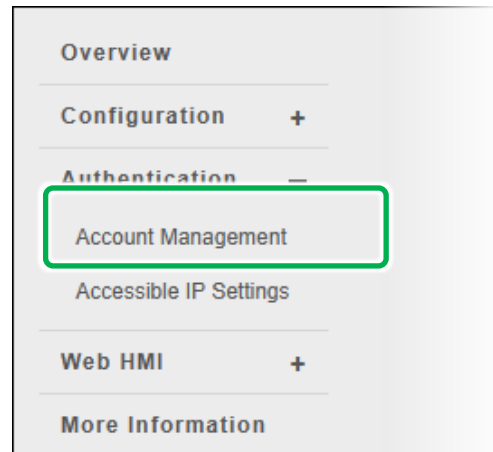 Overview
Configuration +
Authentication –
Account Management
Accessible IP Settings
Web HMI +
More Information